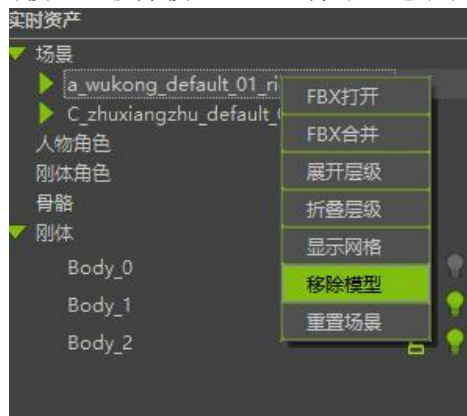 实时资产
场景
a_wukong_default_01_ri
C_zhuxiangzhu_default_
人物角色
刚体角色
骨骼
刚体
Body_0
Body_1
Body_2
FBX打开
FBX合并
展开层级
折叠层级
显示网格
移除模型
重置场景